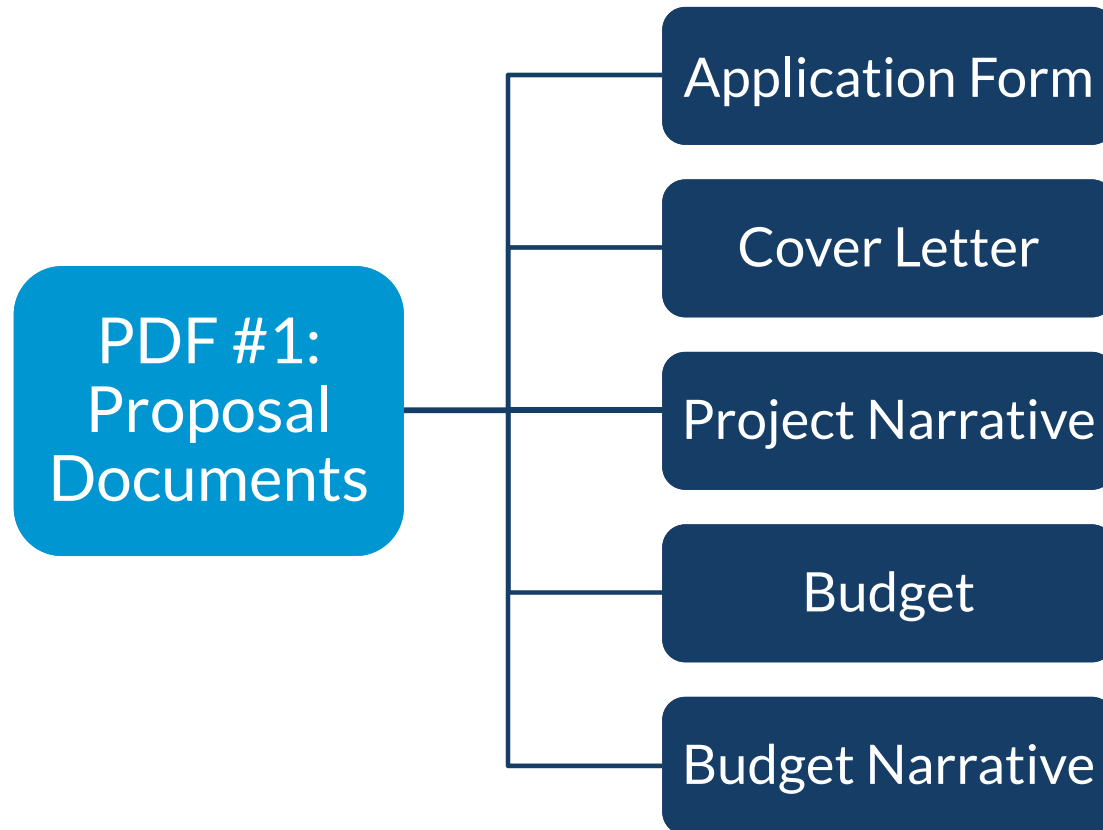 PDF #1:
Proposal
Documents
Application Form
Cover Letter
Project Narrative
Budget
Budget Narrative